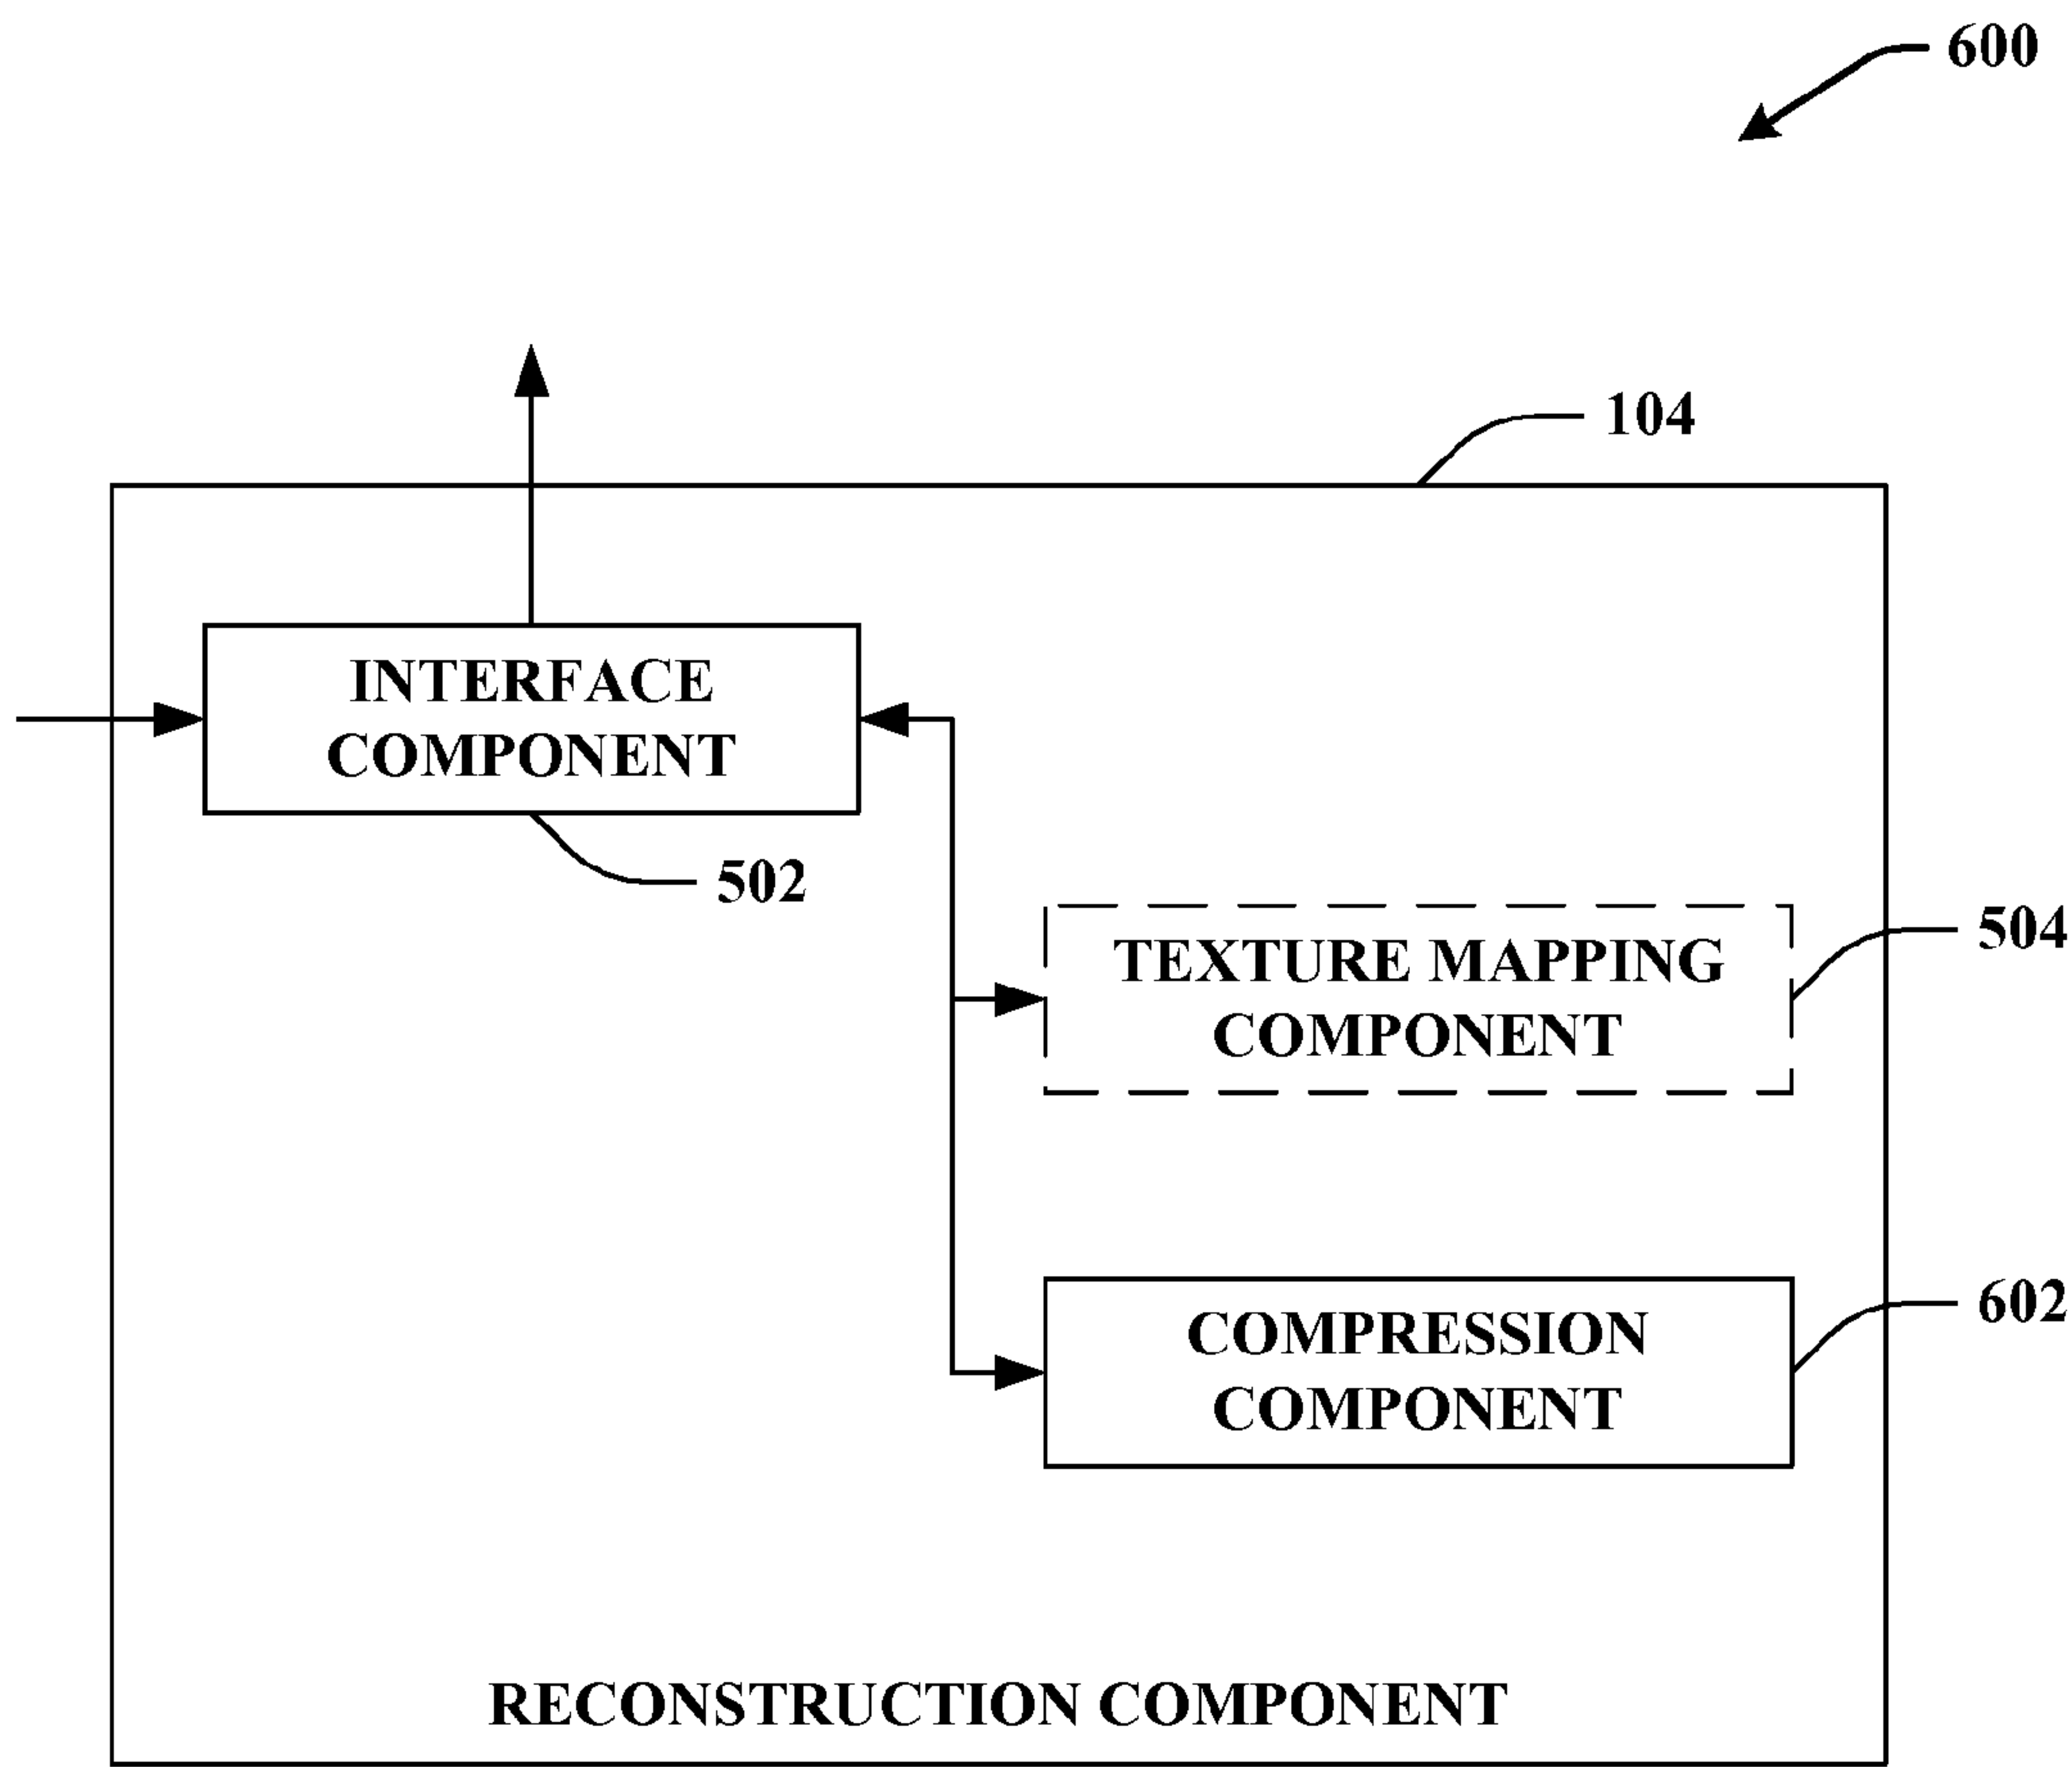 600
104
INTERFACE
COMPONENT
502
TEXTURE MAPPING
COMPONENT
504
COMPRESSION
COMPONENT
602
RECONSTRUCTION COMPONENT